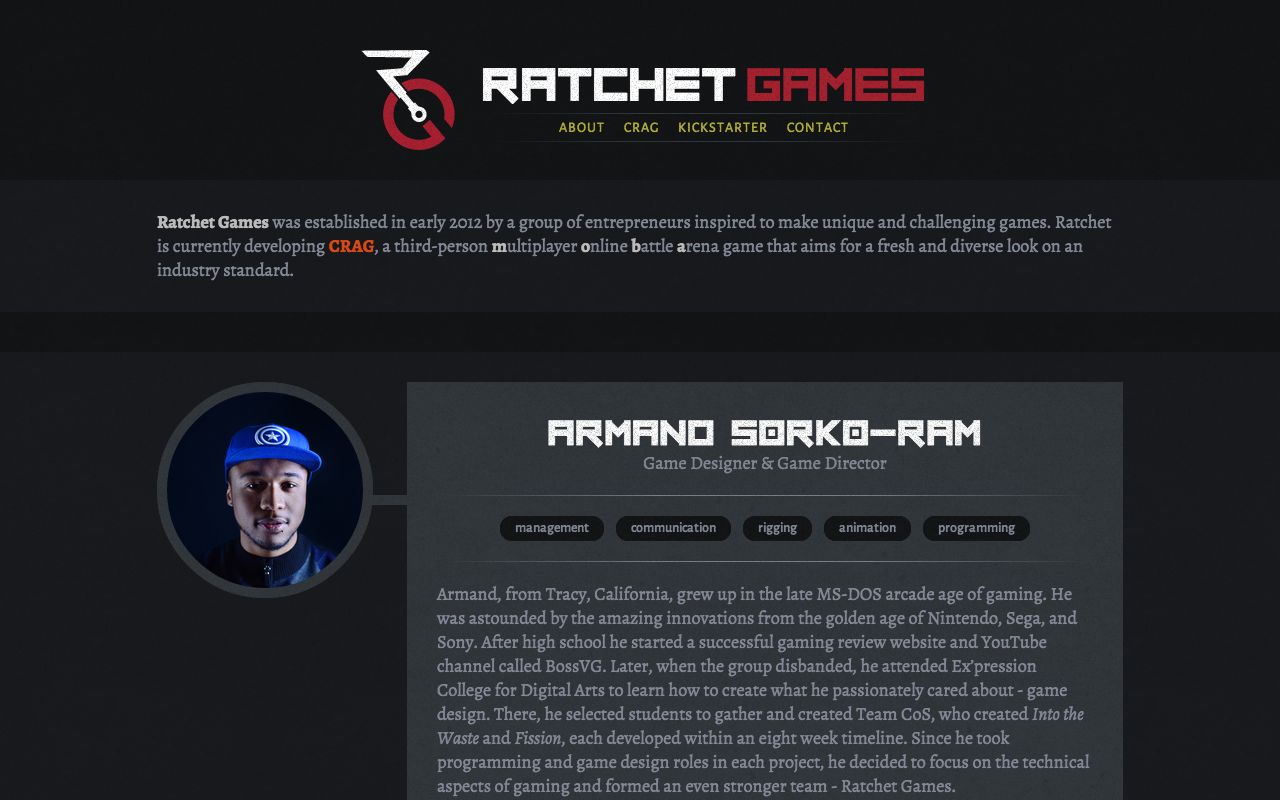 RATCHET GAMES
ABOUT CRAG KICKSTARTER CONTACT
Ratchet Games was established in early 2012 by a group of entrepreneurs inspired to make unique and challenging games. Ratchet
is currently developing CRAG, a third-person multiplayer online battle arena game that aims for a fresh and diverse look on an
industry standard.
ARMAND SORKO-RAM
Game Designer & Game Director
management communication rigging animation programming
Armand, from Tracy, California, grew up in the late MS-DOS arcade age of gaming. He
was astounded by the amazing innovations from the golden age of Nintendo, Sega, and
Sony. After high school he started a successful gaming review website and YouTube
channel called BossVG. Later, when the group disbanded, he attended Ex'pression
College for Digital Arts to learn how to create what he passionately cared about - game
design. There, he selected students to gather and created Team CoS, who created Into the
Waste and Fission, each developed within an eight week timeline. Since he took
programming and game design roles in each project, he decided to focus on the technical
aspects of gaming and formed an even stronger team - Ratchet Games.